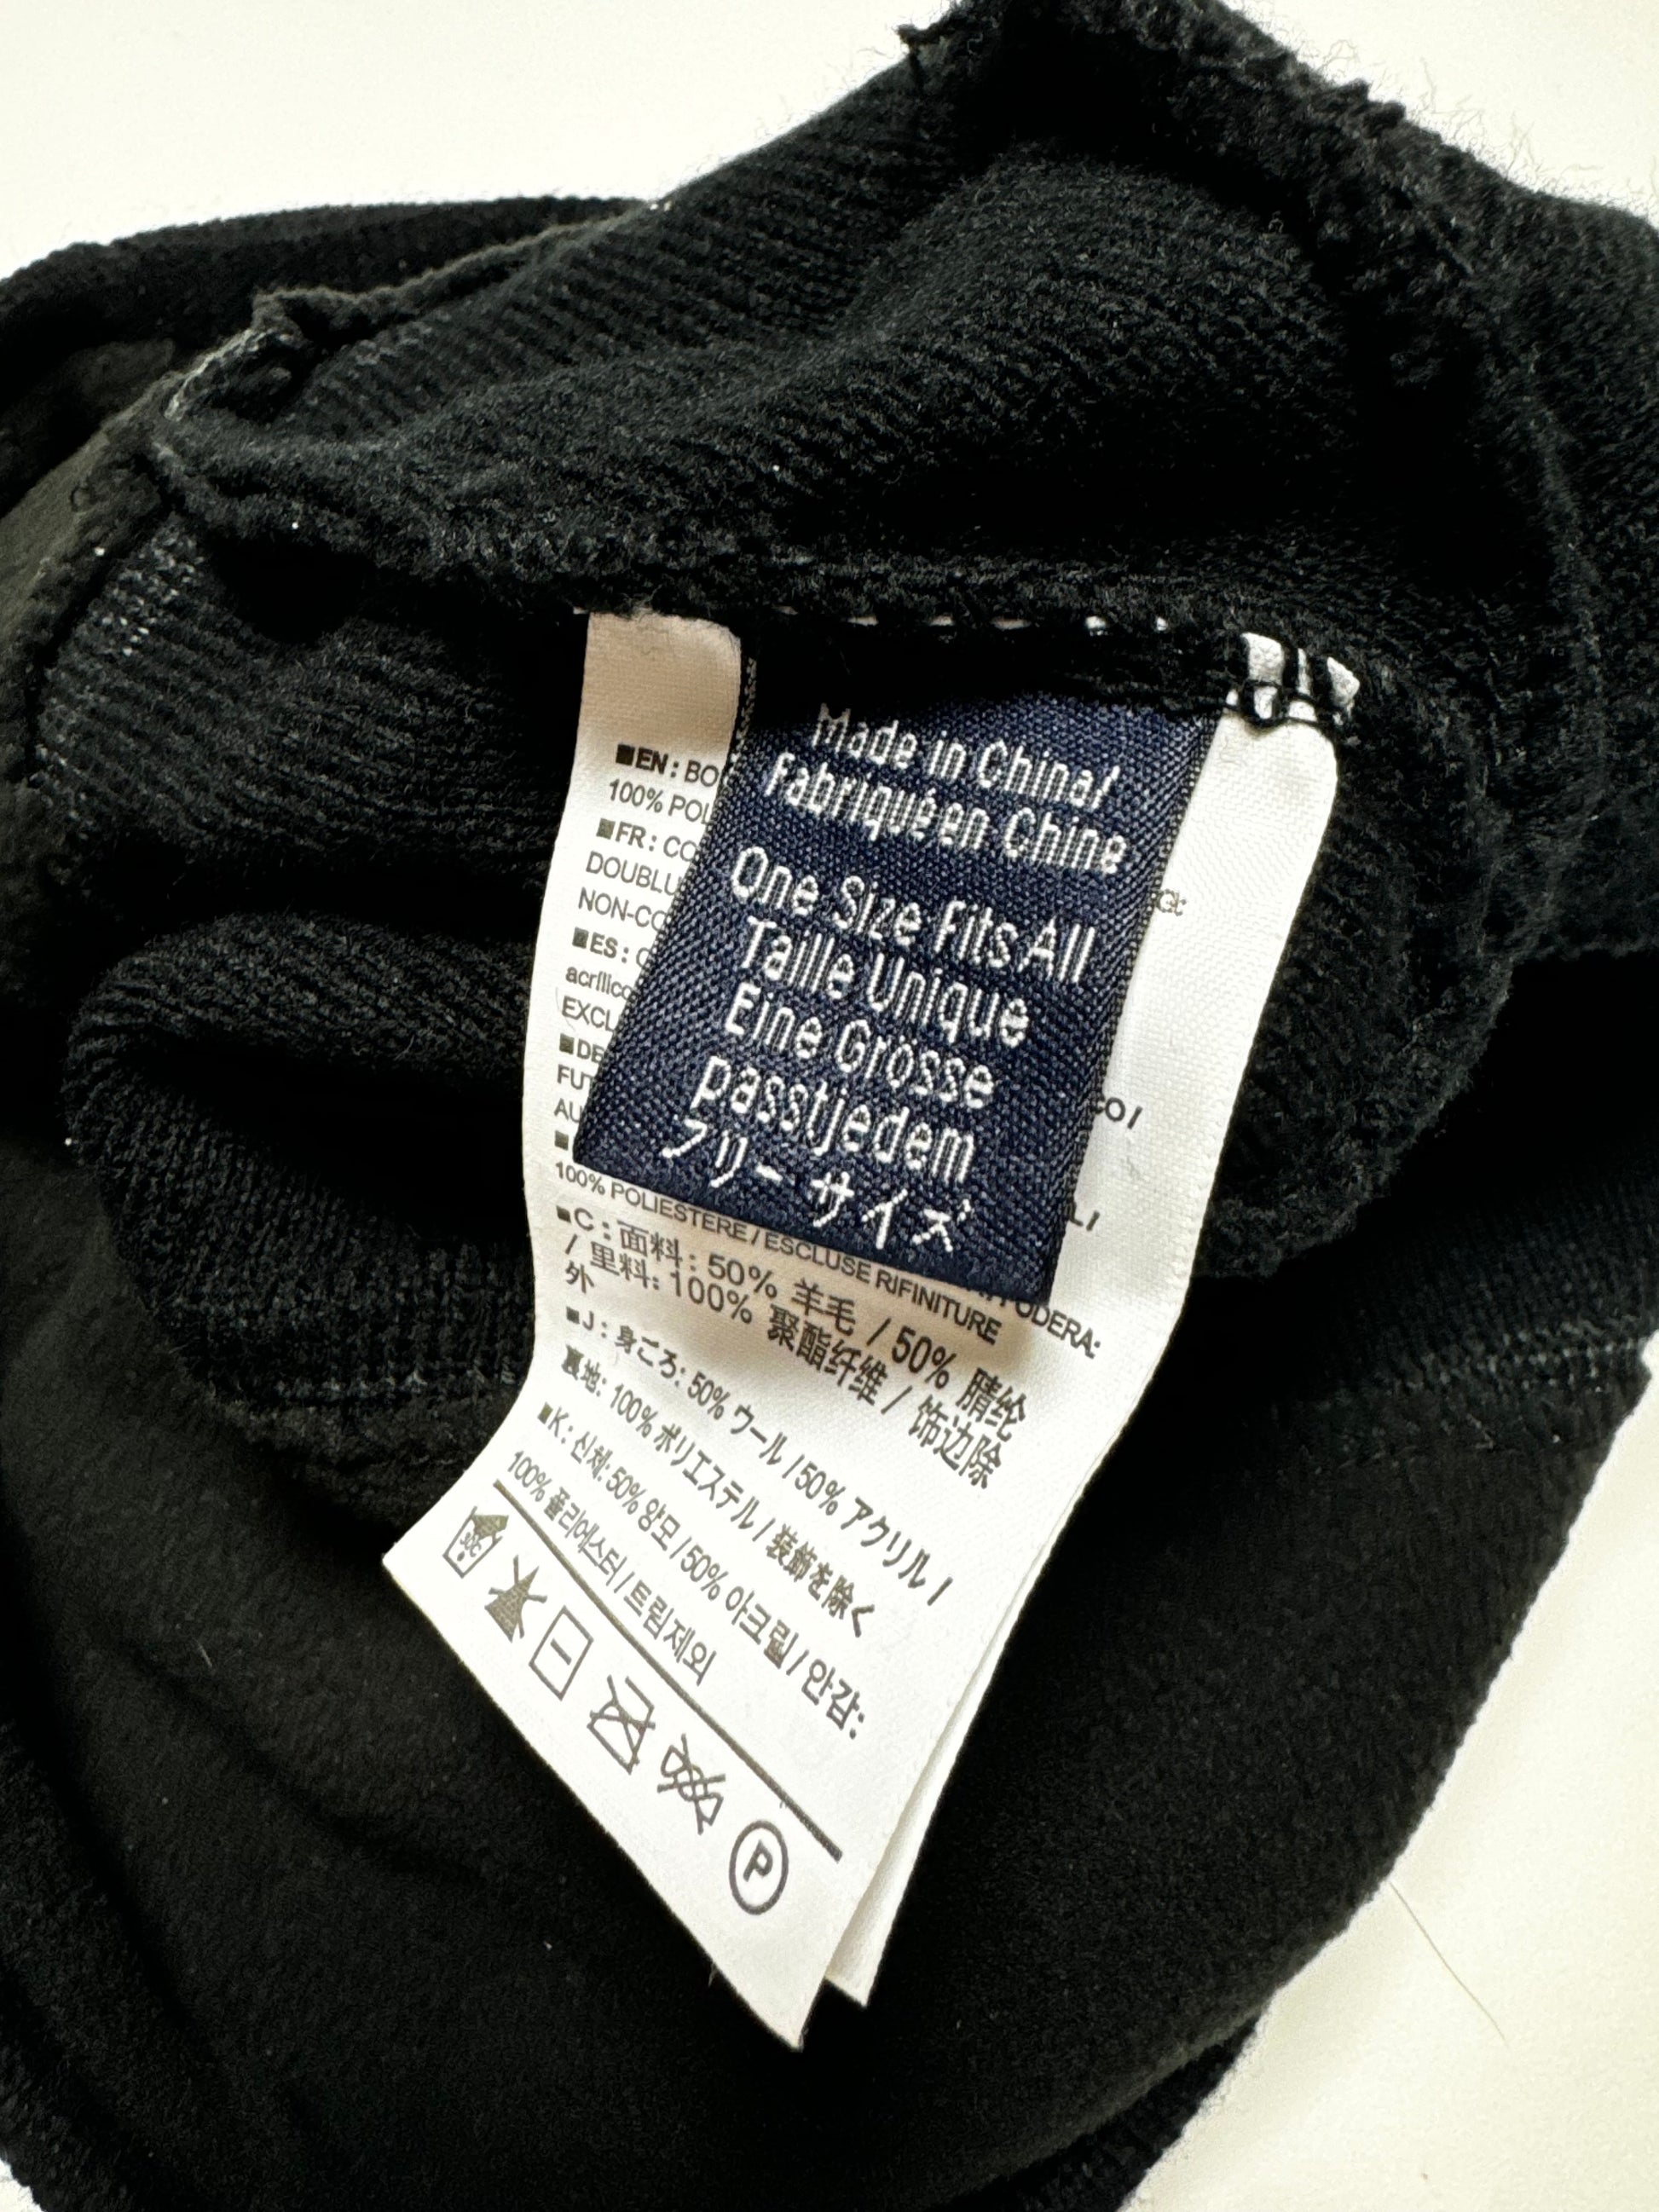 Made in China/
Fabriqué en Chine
One Size Fits All
Taille Unique
Eine Grosse
passtjedem
フリーサイズ
■EN: BO
100% POL
■FR: CO
DOUBLU
NON-CO
■ES: C
acrílico
EXCL
■DE
FUT
AU
100% POLIESTERE / ESCLUSE RIFINITURE
ODERA:
■C: 面料: 50% 羊毛 / 50% 腈纶
/ 里料: 100% 聚酯纤维 / 饰边除
外
■J: 身ごろ: 50% ウール / 50% アクリル /
裏地: 100% ポリエステル / 装飾を除く
■K: 신체: 50% 양모 / 50% 아크릴 / 안감:
100% 폴리에스터 / 트림제외
30C
P